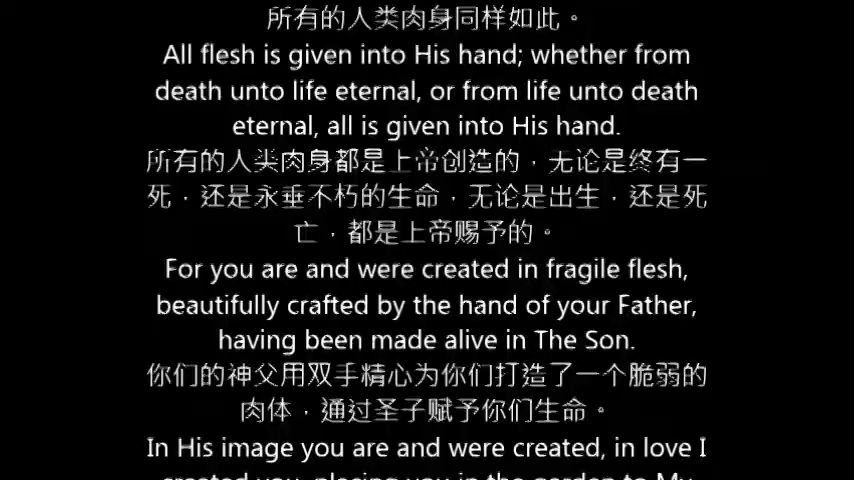 所有的人类肉身同样如此。
All flesh is given into His hand; whether from
death unto life eternal, or from life unto death
eternal, all is given into His hand.
所有的人类肉身都是上帝创造的，无论是终有一
死，还是永垂不朽的生命，无论是出生，还是死
亡，都是上帝赐予的。
For you are and were created in fragile flesh,
beautifully crafted by the hand of your Father,
having been made alive in The Son.
你们的神父用双手精心为你们打造了一个脆弱的
肉体，通过圣子赋予你们生命。
In His image you are and were created, in love I
created you, placing you in the garden to My